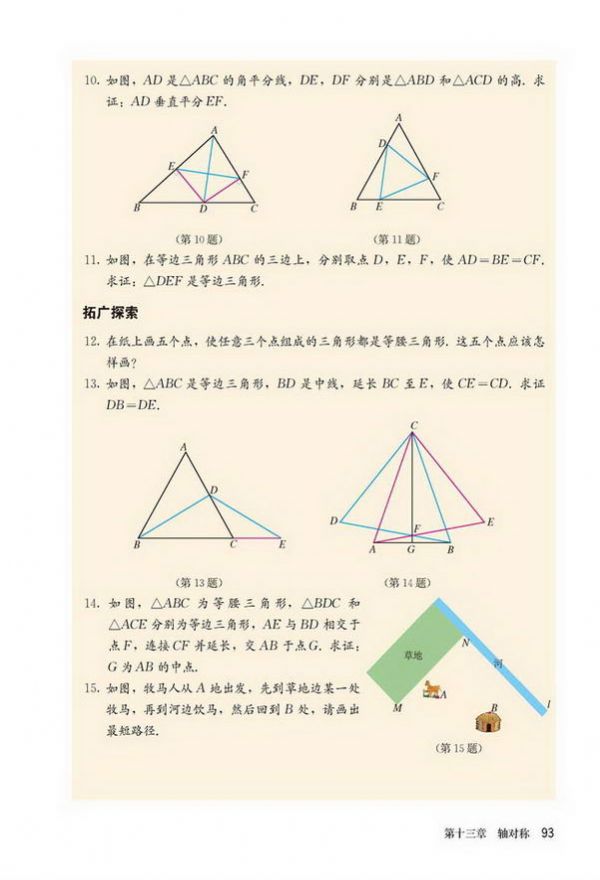 10. 如图，AD 是△ABC 的角平分线，DE，DF 分别是△ABD 和△ACD 的高. 求
证：AD 垂直平分 EF.
A
E
F
B
D
C
A
D
F
B
E
C
（第 10 题）
（第 11 题）
11. 如图，在等边三角形 ABC 的三边上，分别取点 D，E，F，使 AD=BE=CF.
求证：△DEF 是等边三角形.
拓广探索
12. 在纸上画五个点，使任意三个点组成的三角形都是等腰三角形. 这五个点应该怎
样画?
13. 如图，△ABC 是等边三角形，BD 是中线，延长 BC 至 E，使 CE=CD. 求证
DB=DE.
A
D
B
C
E
C
D
F
E
A
G
B
（第 13 题）
（第 14 题）
14. 如图，△ABC 为等腰三角形，△BDC 和
△ACE 分别为等边三角形，AE 与 BD 相交于
点 F，连接 CF 并延长，交 AB 于点 G. 求证：
G 为 AB 的中点.
15. 如图，牧马人从 A 地出发，先到草地边某一处
牧马，再到河边饮马，然后回到 B 处，请画出
最短路径.
草地
N
河
A
M
B
l
（第 15 题）
第十三章 轴对称 93